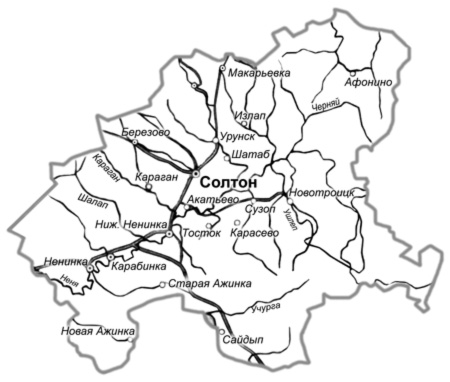 Макарьевка
Афонино
Излап
Черняй
Березово
Урунск
Шатаб
Караган
Караган
Солтон
Новотроицк
Шалап
Акатьево
Сузоп
Ушпеп
Ниж. Ненинка
Тосток
Карасево
Ненинка
Карабинка
Неня
Старая Ажинка
Учурга
Новая Ажинка
Сайдып